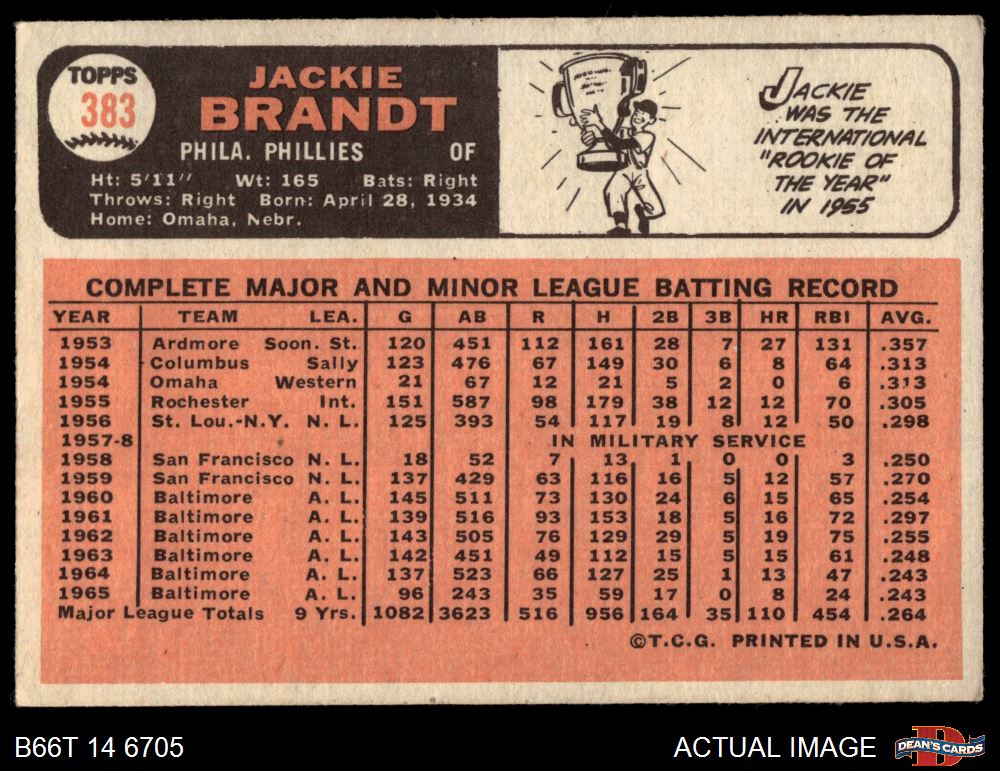 TOPPS
383
JACKIE
BRANDT
PHILA. PHILLIES OF
Ht: 5'11" Wt: 165 Bats: Right
Throws: Right Born: April 28, 1934
Home: Omaha, Nebr.
JACKIE
WAS THE
INTERNATIONAL
"ROOKIE OF
THE YEAR"
IN 1955
COMPLETE MAJOR AND MINOR LEAGUE BATTING RECORD
YEAR TEAM LEA. G AB R H 2B 3B HR RBI AVG.
1953 Ardmore Soon. St. 120 451 112 161 28 7 27 131 .357
1954 Columbus Sally 123 476 67 149 30 6 8 64 .313
1954 Omaha Western 21 67 12 21 5 2 0 6 .313
1955 Rochester Int. 151 587 98 179 38 12 12 70 .305
1956 St. Lou.-N.Y. N. L. 125 393 54 117 19 8 12 50 .298
1957-8 IN MILITARY SERVICE
1958 San Francisco N. L. 18 52 7 13 1 0 0 3 .250
1959 San Francisco N. L. 137 429 63 116 16 5 12 57 .270
1960 Baltimore A. L. 145 511 73 130 24 6 15 65 .254
1961 Baltimore A. L. 139 516 93 153 18 5 16 72 .297
1962 Baltimore A. L. 143 505 76 129 29 5 19 75 .255
1963 Baltimore A. L. 142 451 49 112 15 5 15 61 .248
1964 Baltimore A. L. 137 523 66 127 25 1 13 47 .243
1965 Baltimore A. L. 96 243 35 59 17 0 8 24 .243
Major League Totals 9 Yrs. 1082 3623 516 956 164 35 110 454 .264
©T.C.G. PRINTED IN U.S.A.
B66T 14 6705
ACTUAL IMAGE
DEAN'S CARDS